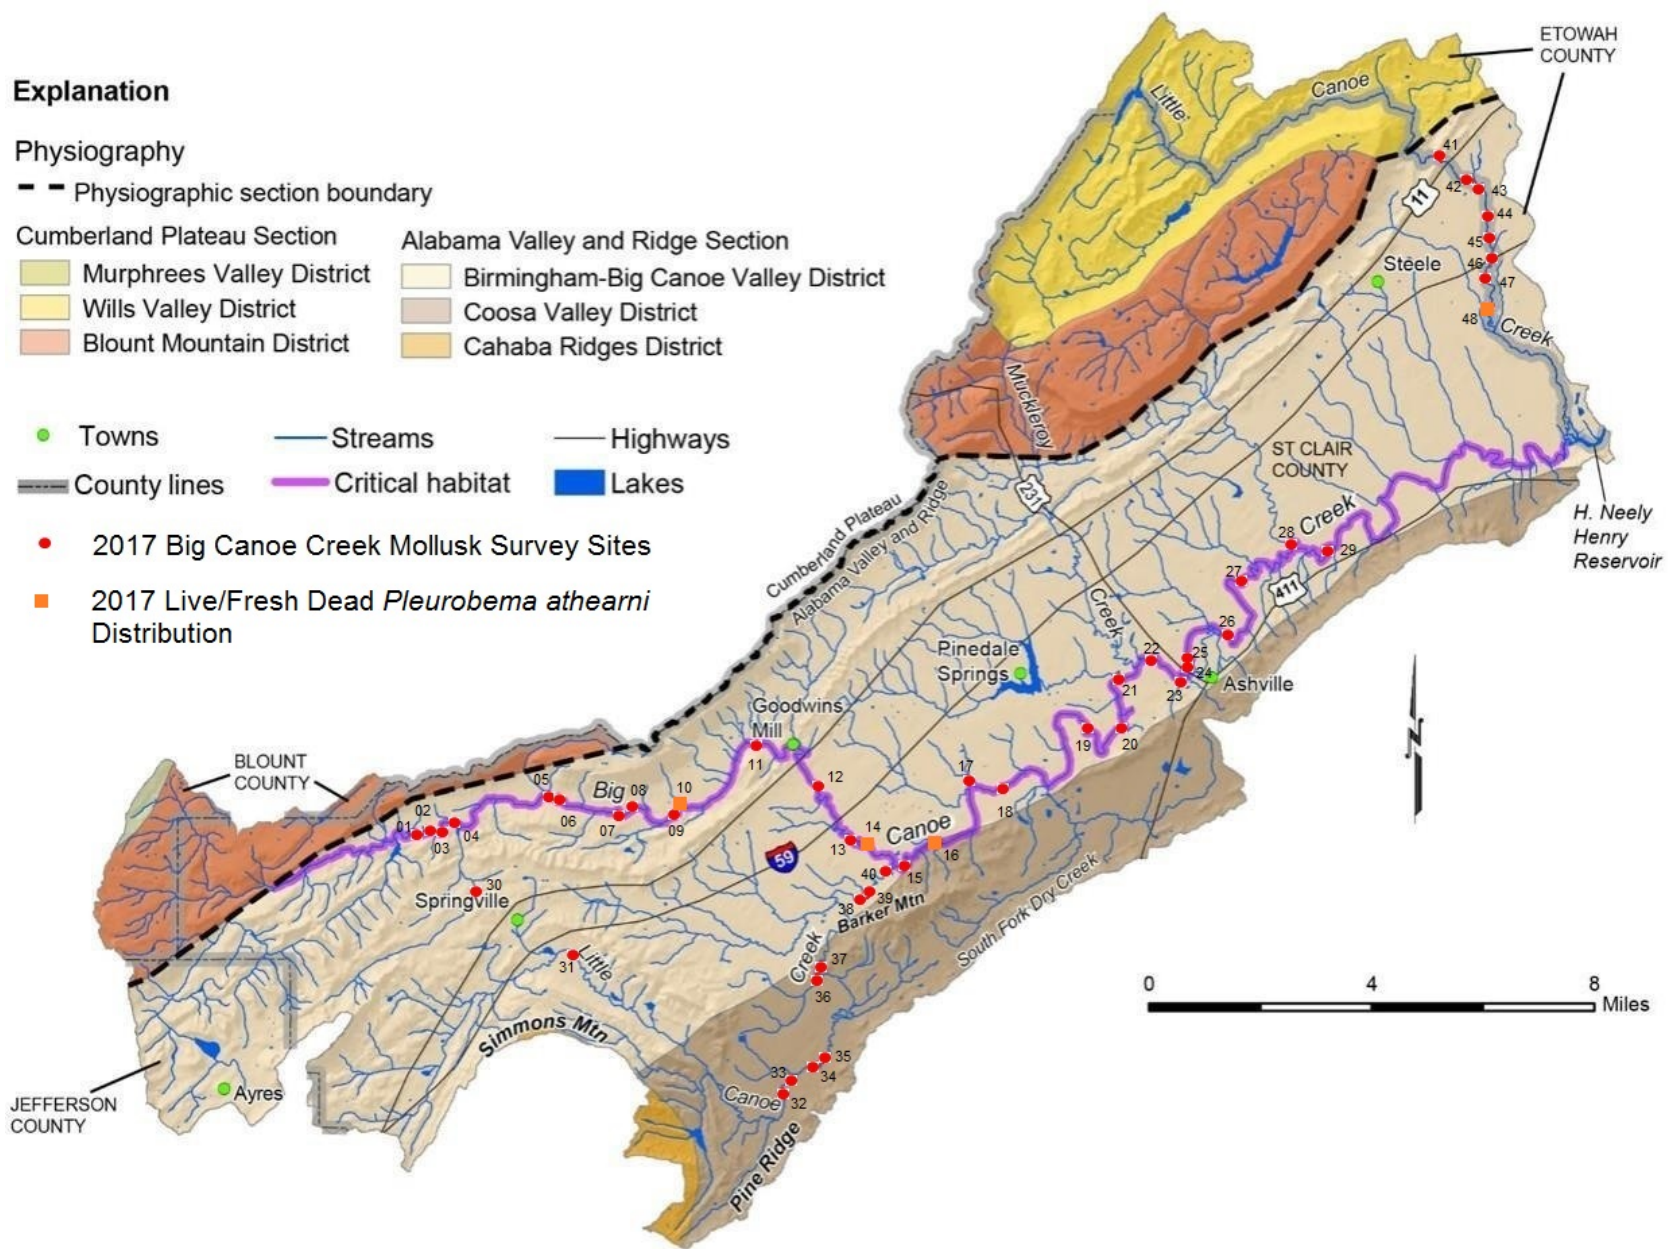 Explanation
Physiography
Physiographic section boundary
Cumberland Plateau Section
Murphrees Valley District
Wills Valley District
Blount Mountain District
Alabama Valley and Ridge Section
Birmingham-Big Canoe Valley District
Coosa Valley District
Cahaba Ridges District
Towns
Streams
Highways
County lines
Critical habitat
Lakes
2017 Big Canoe Creek Mollusk Survey Sites
2017 Live/Fresh Dead Pleurobema athearni
Distribution
ETOWAH
COUNTY
Little
Canoe
41
11
42
43
44
45
46
47
48
Steele
Creek
Muckleroy
231
ST CLAIR
COUNTY
Cumberland Plateau
Alabama Valley and Ridge
Creek
28
29
H. Neely
Henry
Reservoir
27
411
Creek
26
25
24
22
23
21
Ashville
Pinedale
Springs
Goodwins
Mill
19
20
11
17
18
12
BLOUNT
COUNTY
05
Big
08
10
06
07
09
02
01
03
04
14
Canoe
13
16
59
40
15
30
Springville
39
38
Barker Mtn
South Fork Dry Creek
31
Little
Creek
37
36
0
4
8
Miles
Simmons Mtn
35
34
33
Canoe
32
Ayres
JEFFERSON
COUNTY
Pine Ridge
N